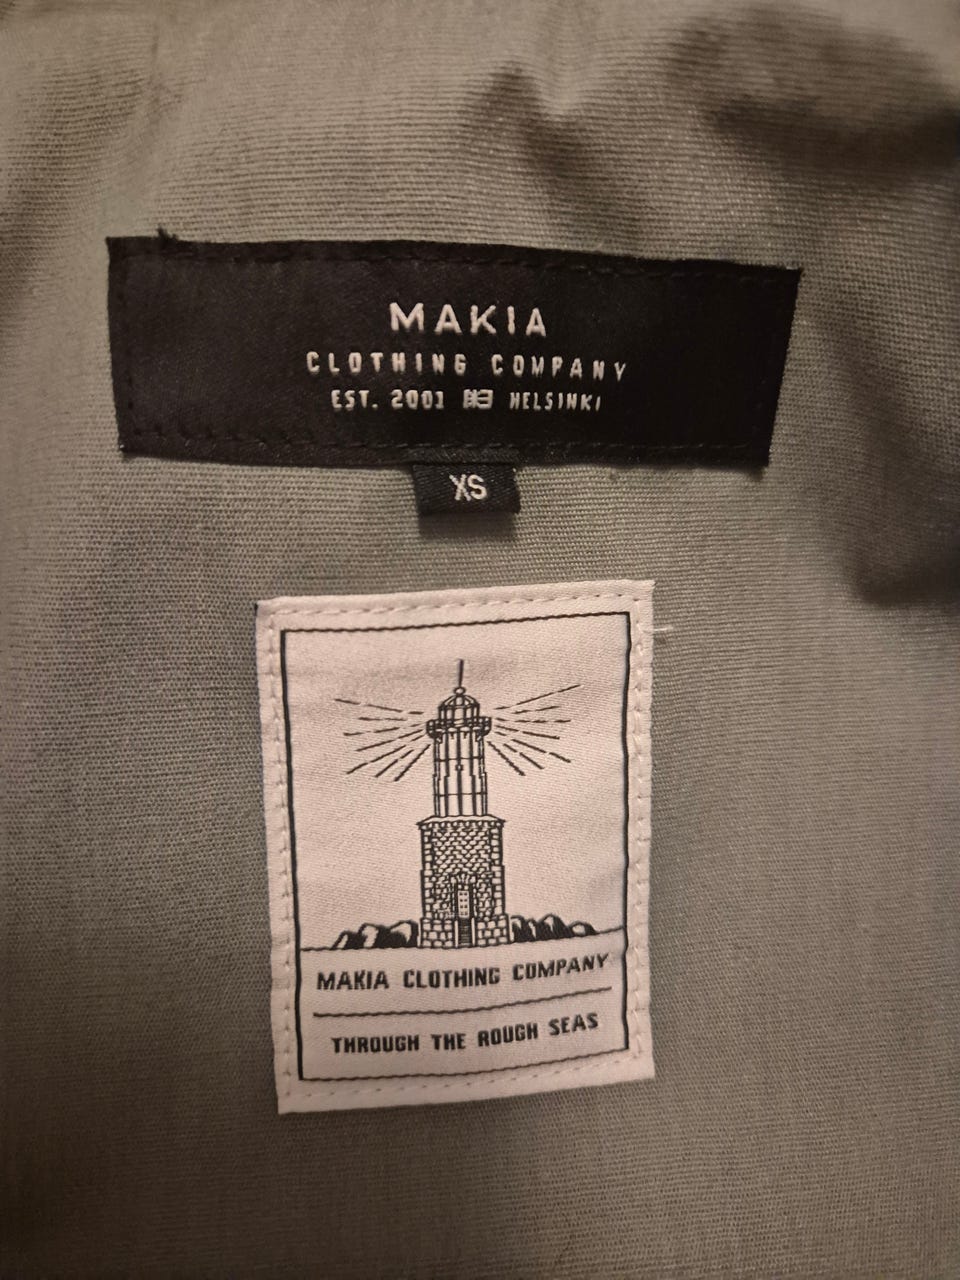 MAKIA
CLOTHING COMPANY
EST. 2001 HELSINKI
XS
MAKIA CLOTHING COMPANY
THROUGH THE ROUGH SEAS